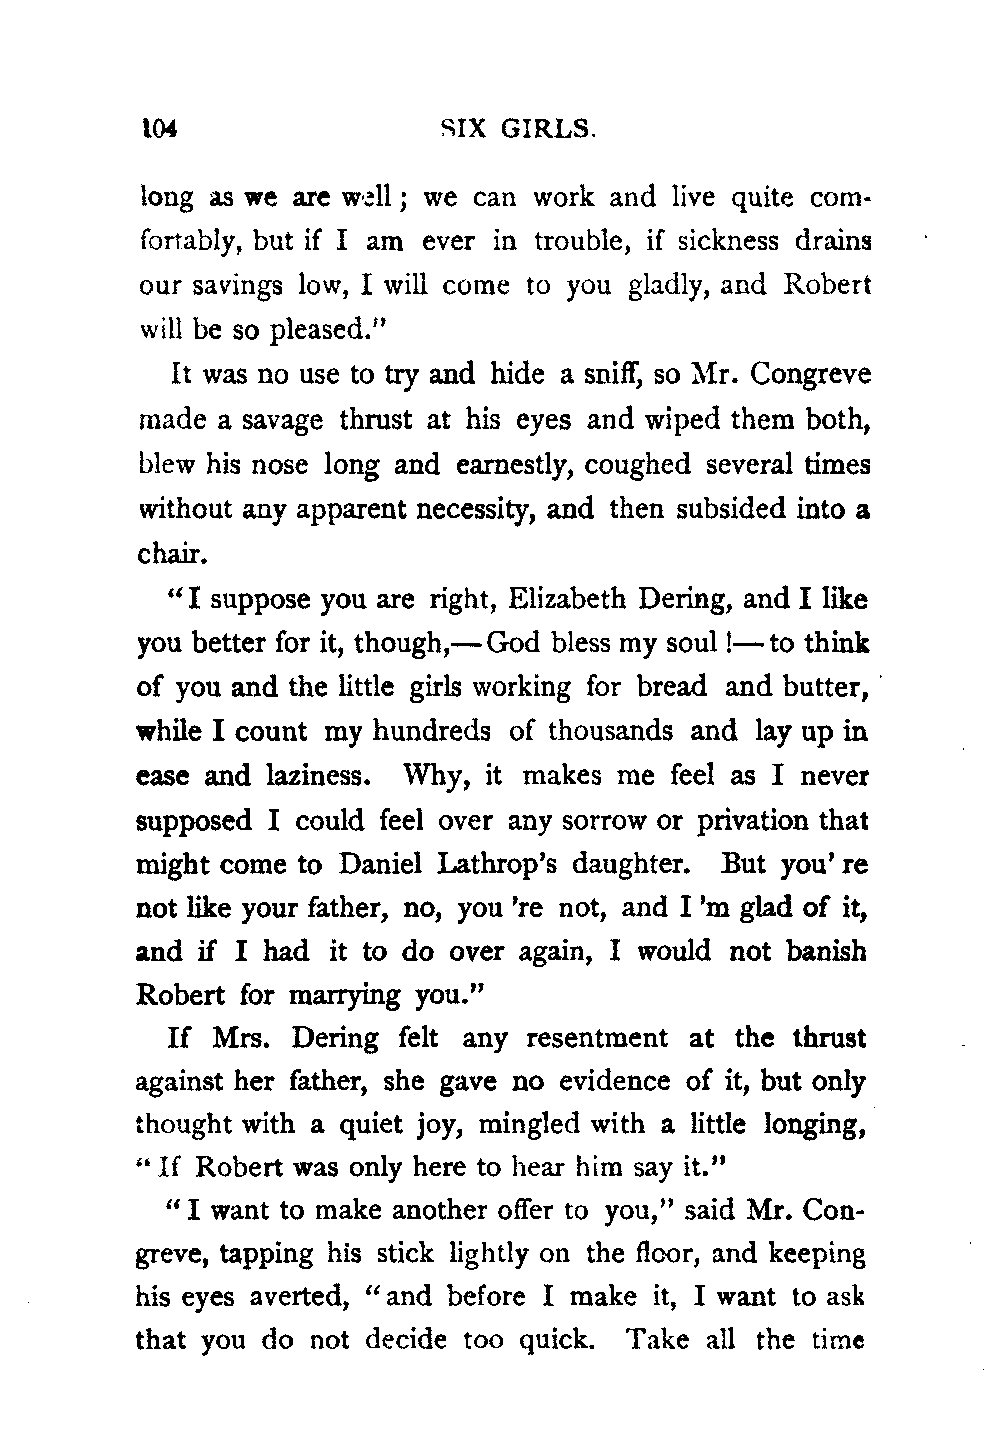 104 SIX GIRLS.
long as we are well ; we can work and live quite com-
fortably, but if I am ever in trouble, if sickness drains
our savings low, I will come to you gladly, and Robert
will be so pleased."
It was no use to try and hide a sniff, so Mr. Congreve
made a savage thrust at his eyes and wiped them both,
blew his nose long and earnestly, coughed several times
without any apparent necessity, and then subsided into a
chair.
"I suppose you are right, Elizabeth Dering, and I like
you better for it, though,—God bless my soul !—to think
of you and the little girls working for bread and butter,
while I count my hundreds of thousands and lay up in
ease and laziness. Why, it makes me feel as I never
supposed I could feel over any sorrow or privation that
might come to Daniel Lathrop's daughter. But you' re
not like your father, no, you 're not, and I 'm glad of it,
and if I had it to do over again, I would not banish
Robert for marrying you."
If Mrs. Dering felt any resentment at the thrust
against her father, she gave no evidence of it, but only
thought with a quiet joy, mingled with a little longing,
"If Robert was only here to hear him say it."
"I want to make another offer to you," said Mr. Con-
greve, tapping his stick lightly on the floor, and keeping
his eyes averted, "and before I make it, I want to ask
that you do not decide too quick. Take all the time